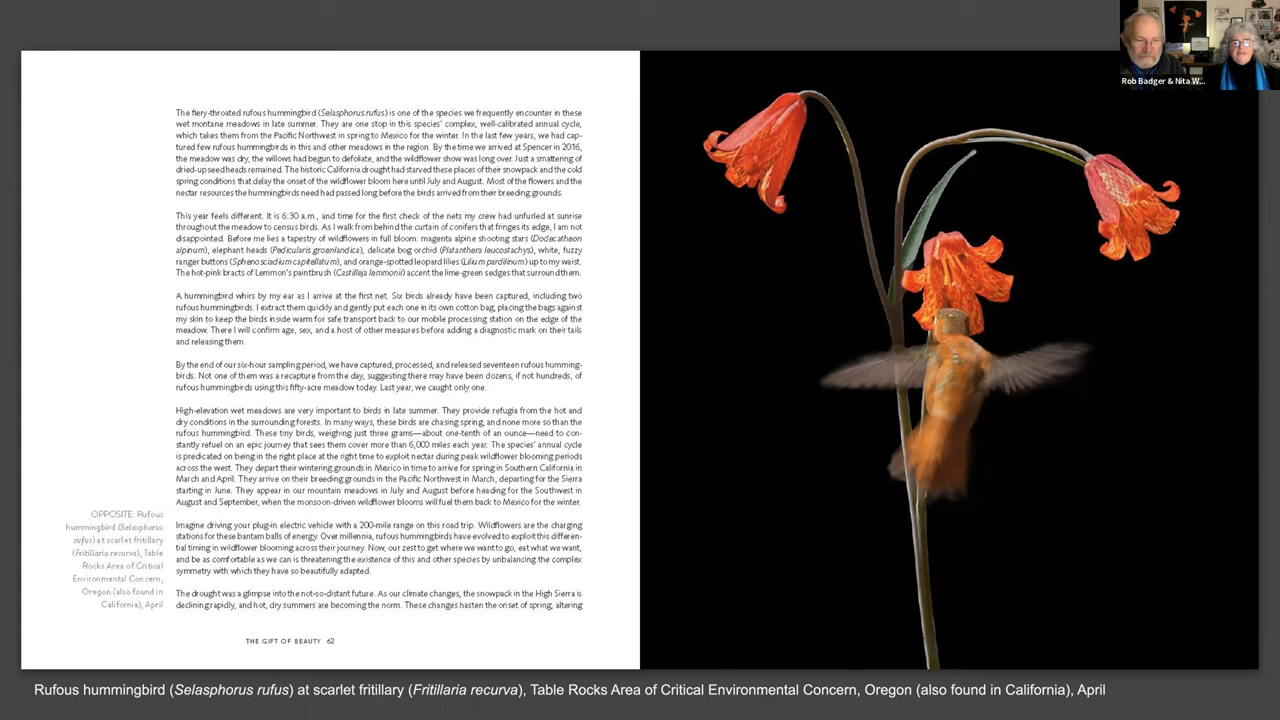 Rob Badger & Nita W...
The fiery-throated rufous hummingbird (Selasphorus rufus) is one of the species we frequently encounter in these
wet montane meadows in late summer. They are one stop in this species' complex, well-calibrated annual cycle,
which takes them from the Pacific Northwest in spring to Mexico for the winter. In the last few years, we had cap-
tured few rufous hummingbirds in this and other meadows in the region. By the time we arrived at Spencer in 2016,
the meadow was dry, the willows had begun to defoliate, and the wildflower show was long over. Just a smattering of
dried-up seed heads remained. The historic California drought had starved these places of their snowpack and the cold
spring conditions that delay the onset of the wildflower bloom here until July and August. Most of the flowers and the
nectar resources the hummingbirds need had passed long before the birds arrived from their breeding grounds.
This year feels different. It is 6:30 a.m., and time for the first check of the nets my crew had unfurled at sunrise
throughout the meadow to census birds. As I walk from behind the curtain of conifers that fringes its edge, I am not
disappointed. Before me lies a tapestry of wildflowers in full bloom: magenta alpine shooting stars (Dodecatheon
alpinum), elephant heads (Pedicularis groenlandica), delicate bog orchid (Platanthera leucostachys), white, fuzzy
ranger buttons (Sphenosciadium capitellatum), and orange-spotted leopard lilies (Lilium pardilinum) up to my waist.
The hot-pink bracts of Lemmon's paintbrush (Castilleja lemmonii) accent the lime-green sedges that surround them.
A hummingbird whirs by my ear as I arrive at the first net. Six birds already have been captured, including two
rufous hummingbirds. I extract them quickly and gently put each one in its own cotton bag, placing the bags against
my skin to keep the birds inside warm for safe transport back to our mobile processing station on the edge of the
meadow. There I will confirm age, sex, and a host of other measures before adding a diagnostic mark on their tails
and releasing them.
By the end of our six-hour sampling period, we have captured, processed, and released seventeen rufous humming-
birds. Not one of them was a recapture from the day, suggesting there may have been dozens, if not hundreds, of
rufous hummingbirds using this fifty-acre meadow today. Last year, we caught only one.
High-elevation wet meadows are very important to birds in late summer. They provide refugia from the hot and
dry conditions in the surrounding forests. In many ways, these birds are chasing spring, and none more so than the
rufous hummingbird. These tiny birds, weighing just three grams—about one-tenth of an ounce—need to con-
stantly refuel on an epic journey that sees them cover more than 6,000 miles each year. The species' annual cycle
is predicated on being in the right place at the right time to exploit nectar during peak wildflower blooming periods
across the west. They depart their wintering grounds in Mexico in time to arrive for spring in Southern California in
March and April. They arrive on their breeding grounds in the Pacific Northwest in March, departing for the Sierra
starting in June. They appear in our mountain meadows in July and August before heading for the Southwest in
August and September, when the monsoon-driven wildflower blooms will fuel them back to Mexico for the winter.
Imagine driving your plug-in electric vehicle with a 200-mile range on this road trip. Wildflowers are the charging
stations for these bantam balls of energy. Over millennia, rufous hummingbirds have evolved to exploit this differen-
tial timing in wildflower blooming across their journey. Now, our zest to get where we want to go, eat what we want,
and be as comfortable as we can is threatening the existence of this and other species by unbalancing the complex
symmetry with which they have so beautifully adapted.
The drought was a glimpse into the not-so-distant future. As our climate changes, the snowpack in the High Sierra is
declining rapidly, and hot, dry summers are becoming the norm. These changes hasten the onset of spring, altering
OPPOSITE: Rufous
hummingbird (Selasphorus
rufus) at scarlet fritillary
(Fritillaria recurva), Table
Rocks Area of Critical
Environmental Concern,
Oregon (also found in
California), April
THE GIFT OF BEAUTY 62
Rufous hummingbird (Selasphorus rufus) at scarlet fritillary (Fritillaria recurva), Table Rocks Area of Critical Environmental Concern, Oregon (also found in California), April